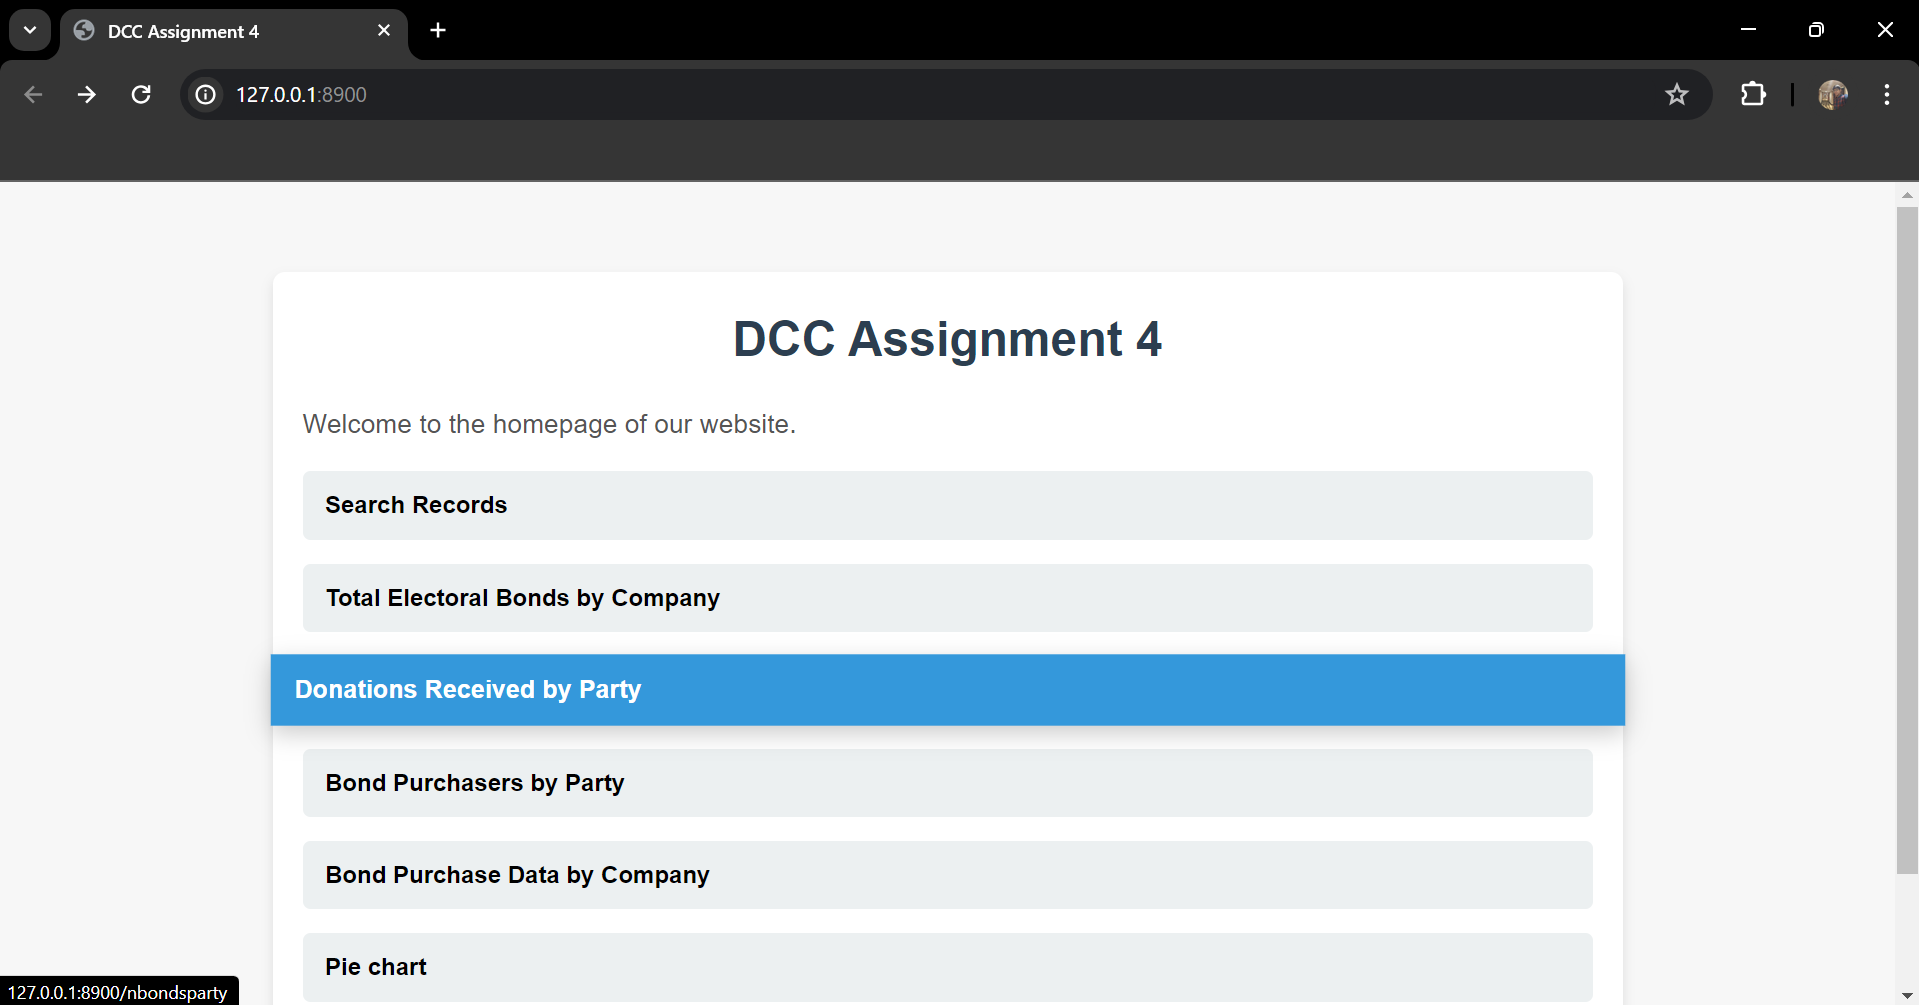 DCC Assignment 4
127.0.0.1:8900
DCC Assignment 4
Welcome to the homepage of our website.
Search Records
Total Electoral Bonds by Company
Donations Received by Party
Bond Purchasers by Party
Bond Purchase Data by Company
Pie chart
127.0.0.1:8900/nbondsparty